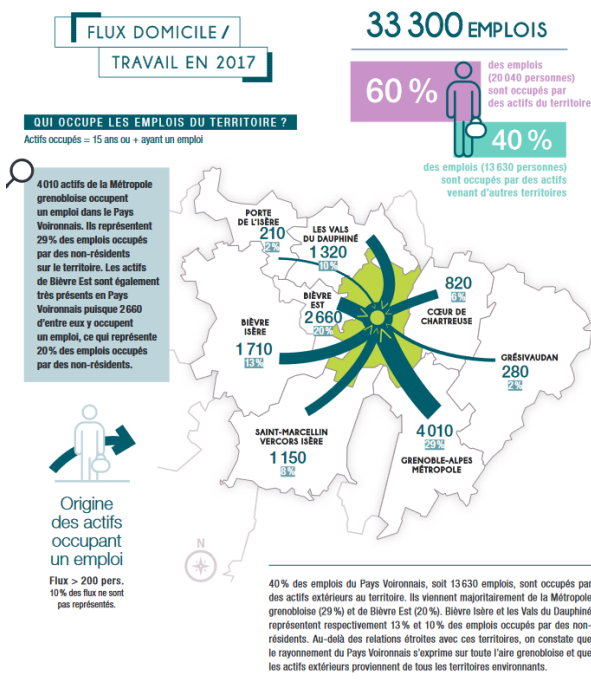 FLUX DOMICILE /
TRAVAIL EN 2017
33 300 EMPLOIS
60 %
des emplois
(20 040 personnes)
sont occupés par
des actifs du territoire
40 %
des emplois (13 630 personnes)
sont occupés par des actifs
venant d'autres territoires
QUI OCCUPE LES EMPLOIS DU TERRITOIRE ?
Actifs occupés = 15 ans ou + ayant un emploi
4 010 actifs de la Métropole
grenobloise occupent
un emploi dans le Pays
Voironnais. Ils représentent
29 % des emplois occupés
par des non-résidents
sur le territoire. Les actifs
de Bièvre Est sont également
très présents en Pays
Voironnais puisque 2 660
d'entre eux y occupent
un emploi, ce qui représente
20 % des emplois occupés
par des non-résidents.
PORTE
DE L'ISÈRE
210
2 %
LES VALS
DU DAUPHINÉ
1 320
10 %
BIÈVRE
EST
2 660
20 %
820
6 %
CŒUR DE
CHARTREUSE
BIÈVRE
ISÈRE
1 710
13 %
GRÉSIVAUDAN
280
2 %
SAINT-MARCELLIN
VERCORS ISÈRE
1 150
8 %
4 010
29 %
GRENOBLE-ALPES
MÉTROPOLE
Origine
des actifs
occupant
un emploi
Flux > 200 pers.
10 % des flux ne sont
pas représentés.
N
40 % des emplois du Pays Voironnais, soit 13 630 emplois, sont occupés par
des actifs extérieurs au territoire. Ils viennent majoritairement de la Métropole
grenobloise (29 %) et de Bièvre Est (20 %). Bièvre Isère et les Vals du Dauphiné
représentent respectivement 13 % et 10 % des emplois occupés par des non-
résidents. Au-delà des relations étroites avec ces territoires, on constate que
le rayonnement du Pays Voironnais s'exprime sur toute l'aire grenobloise et que
les actifs extérieurs proviennent de tous les territoires environnants.